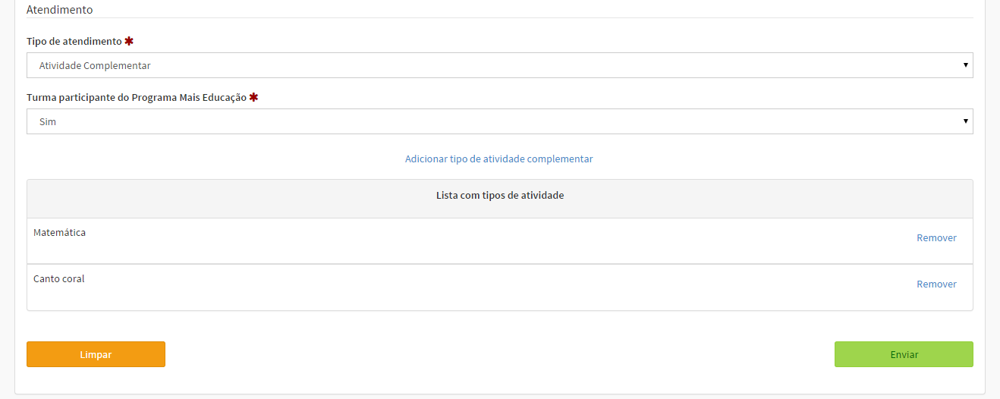 Atendimento
Tipo de atendimento ✱
Atividade Complementar
Turma participante do Programa Mais Educação ✱
Sim
Adicionar tipo de atividade complementar
Lista com tipos de atividade
Matemática
Remover
Canto coral
Remover
Limpar
Enviar